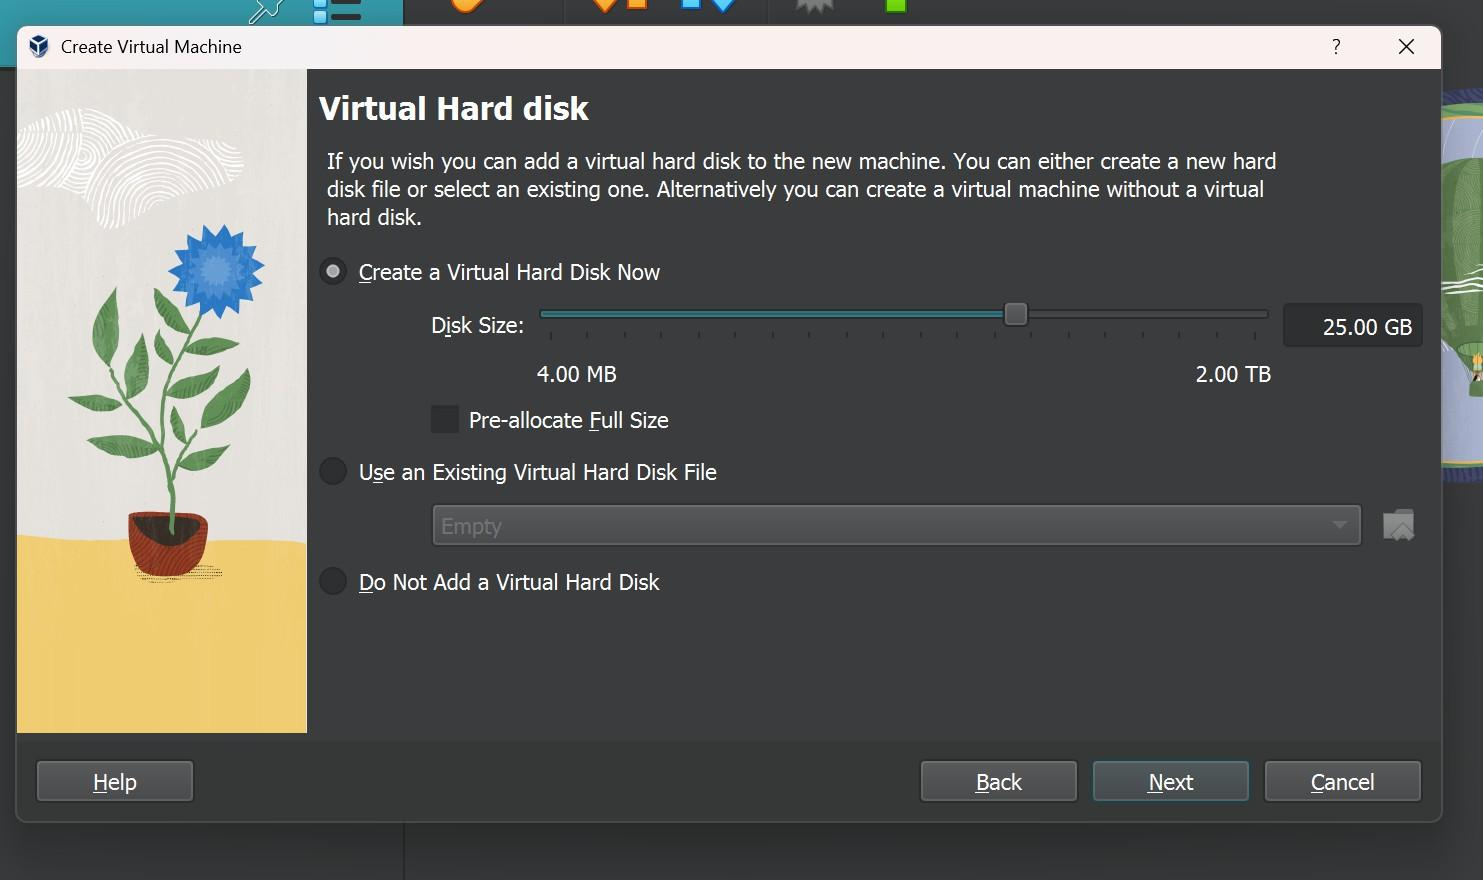 Create Virtual Machine
?
Virtual Hard disk
If you wish you can add a virtual hard disk to the new machine. You can either create a new hard
disk file or select an existing one. Alternatively you can create a virtual machine without a virtual
hard disk.
Create a Virtual Hard Disk Now
Disk Size:
25.00 GB
4.00 MB
2.00 TB
Pre-allocate Full Size
Use an Existing Virtual Hard Disk File
Empty
Do Not Add a Virtual Hard Disk
Help
Back
Next
Cancel